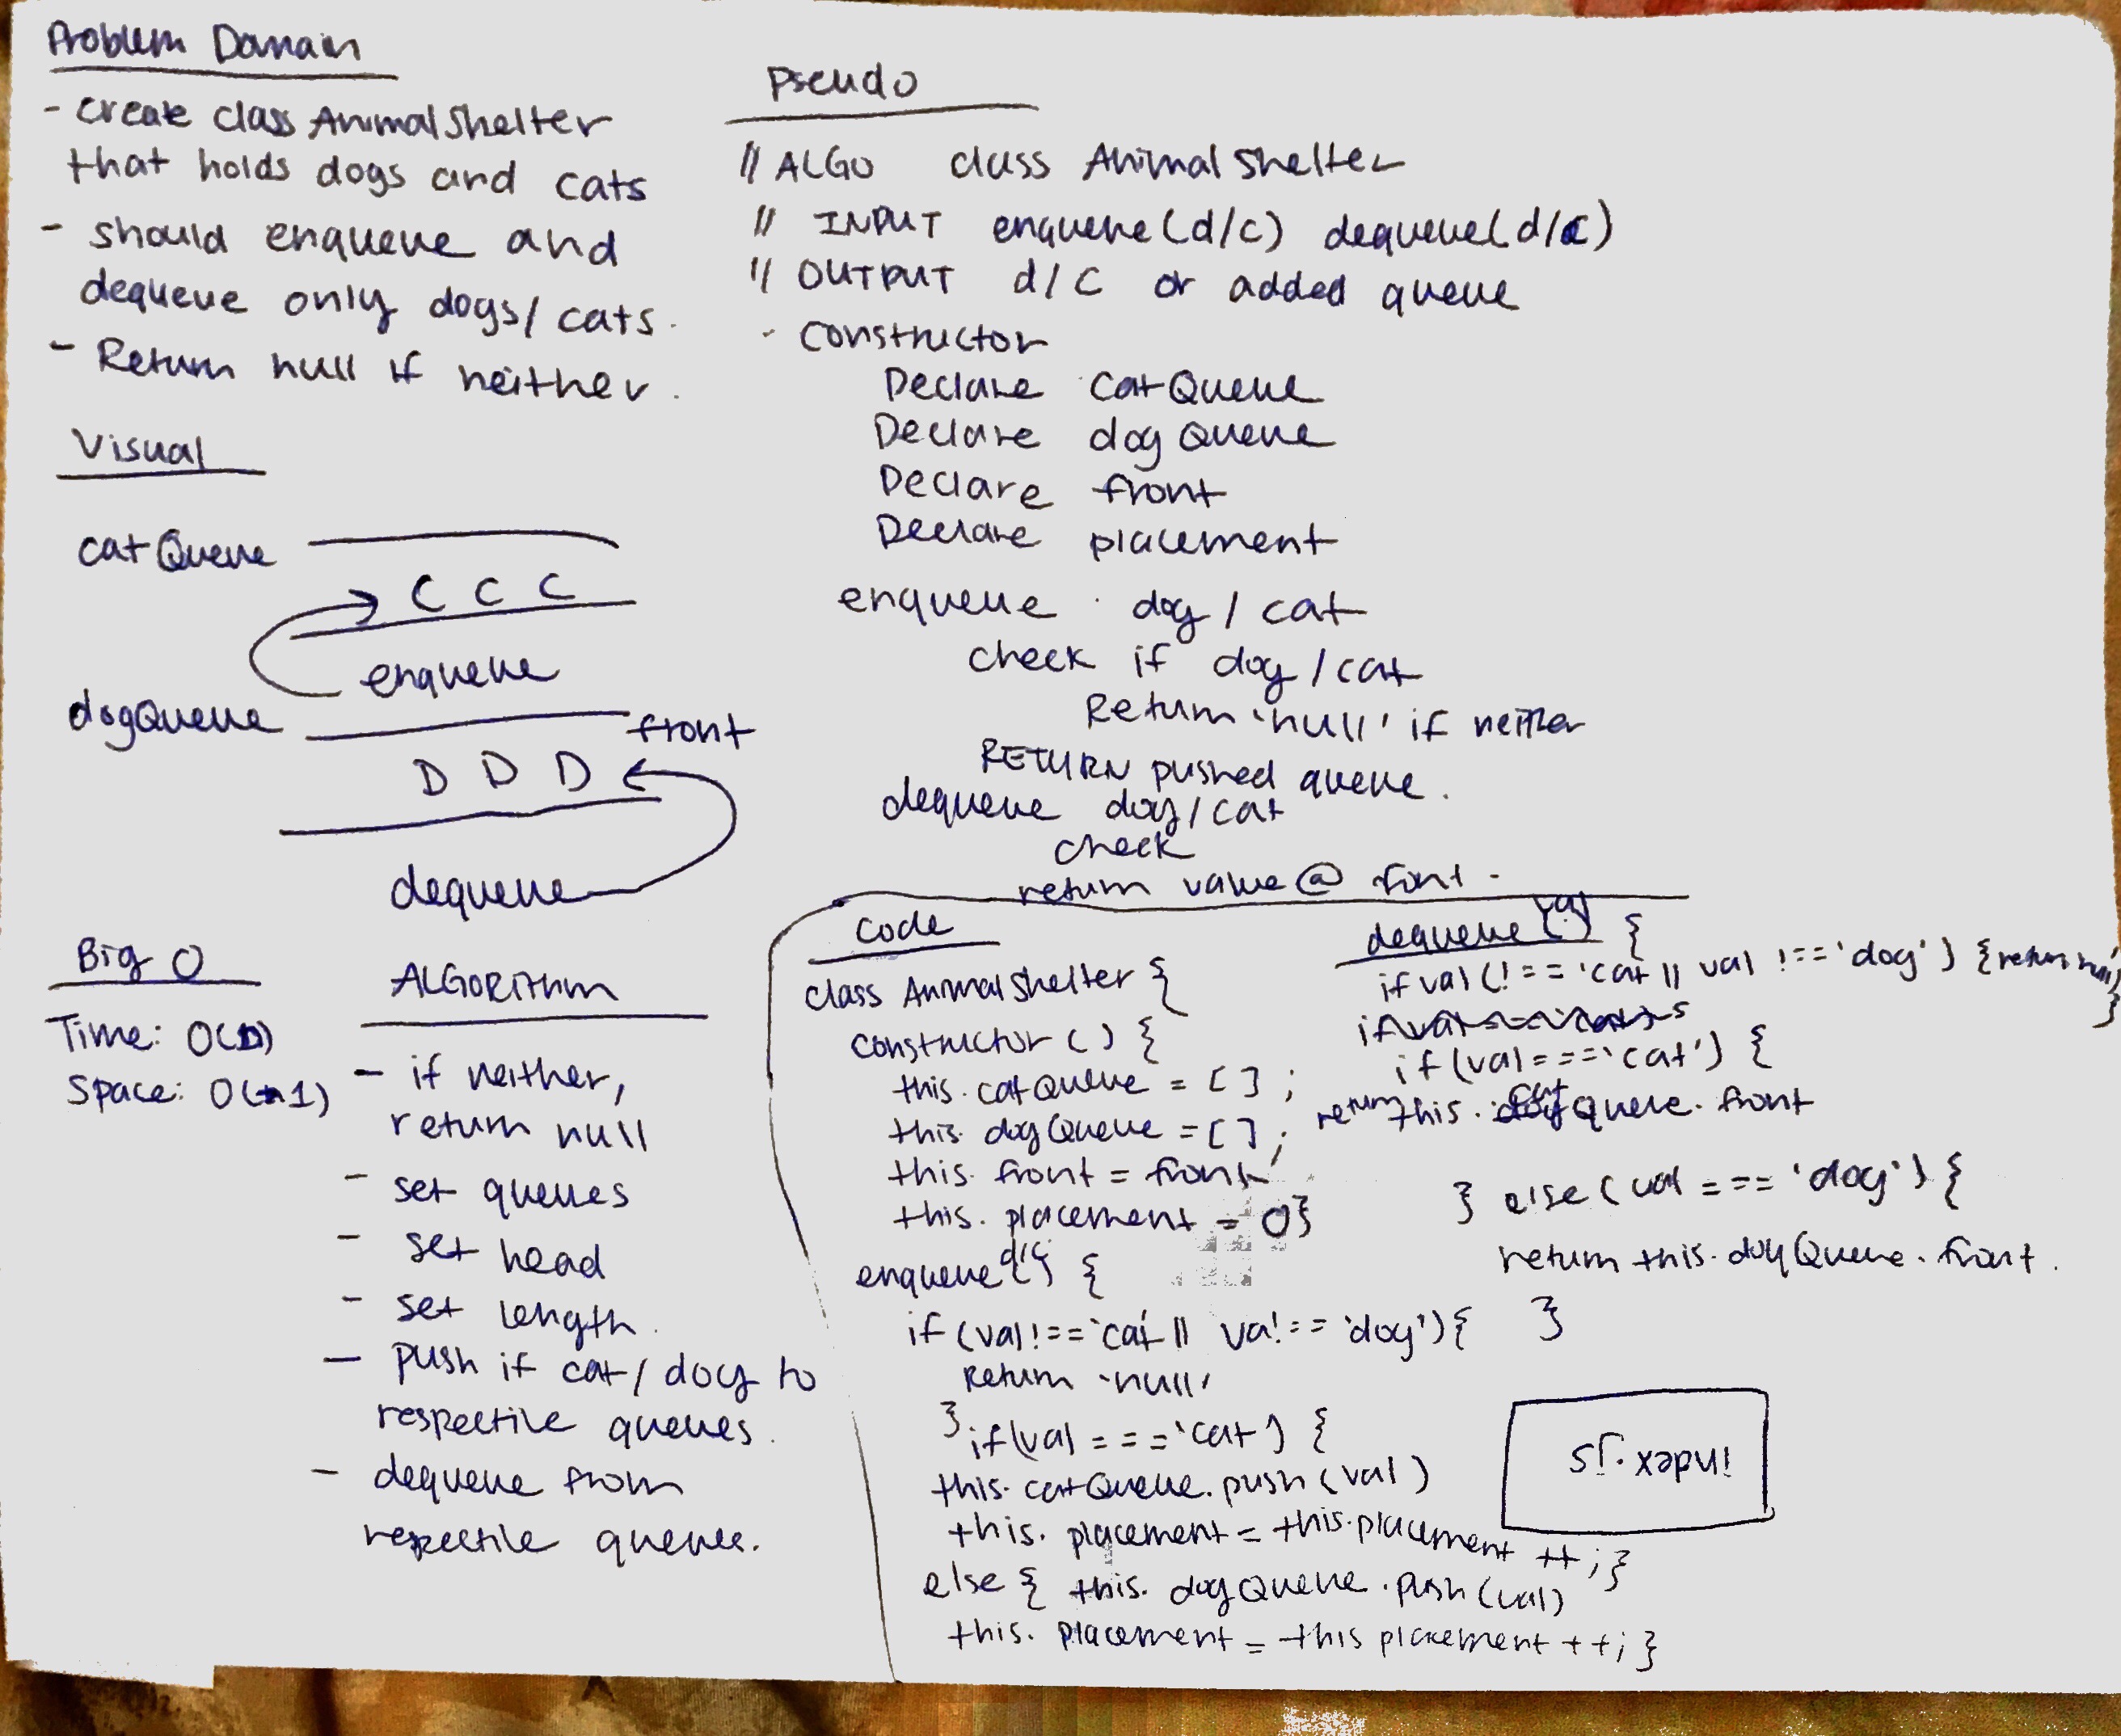 Problem Domain
- create class AnimalShelter
that holds dogs and cats
- should enqueue and
dequeue only dogs/cats.
- Return null if neither.
Visual
catQueue
C C C
enqueue
dogQueue
front
D D D
dequeue
Big O
Time: O(1)
Space: O(1)
ALGORITHM
- if neither,
return null
- set queues
- set head
- set length.
- push if cat/dog to
respective queues.
- dequeue from
repective queues.
Pseudo
// ALGO class AnimalShelter
// INPUT enqueue(d/c) dequeue(d/c)
// OUTPUT d/c or added queue
- constructor
Declare catQueue
Declare dogQueue
Declare front
Declare placement
enqueue dog/cat
check if dog/cat
Return 'null' if neither
RETURN pushed queue.
dequeue dog/cat
check
return value @ font.
Code
class AnimalShelter {
constructor() {
this.catQueue = [];
this.dogQueue = [];
this.front = front;
this.placement = 0}
enqueue {
if (val !== 'cat' || va!== 'dog') {
Return 'null'
}
if(val === 'cat') {
this.catQueue.push(val)
this.placement = this.placement ++;}
else { this.dogQueue.push(val)
this.placement = this placement ++;}
dequeue {
if val(!== 'cat || val !== 'dog') {return null}
}
if(val === 'cat') {
return this.catqueue.front
} else (val === 'dog') {
return this.dogQueue.front.
}
index.js